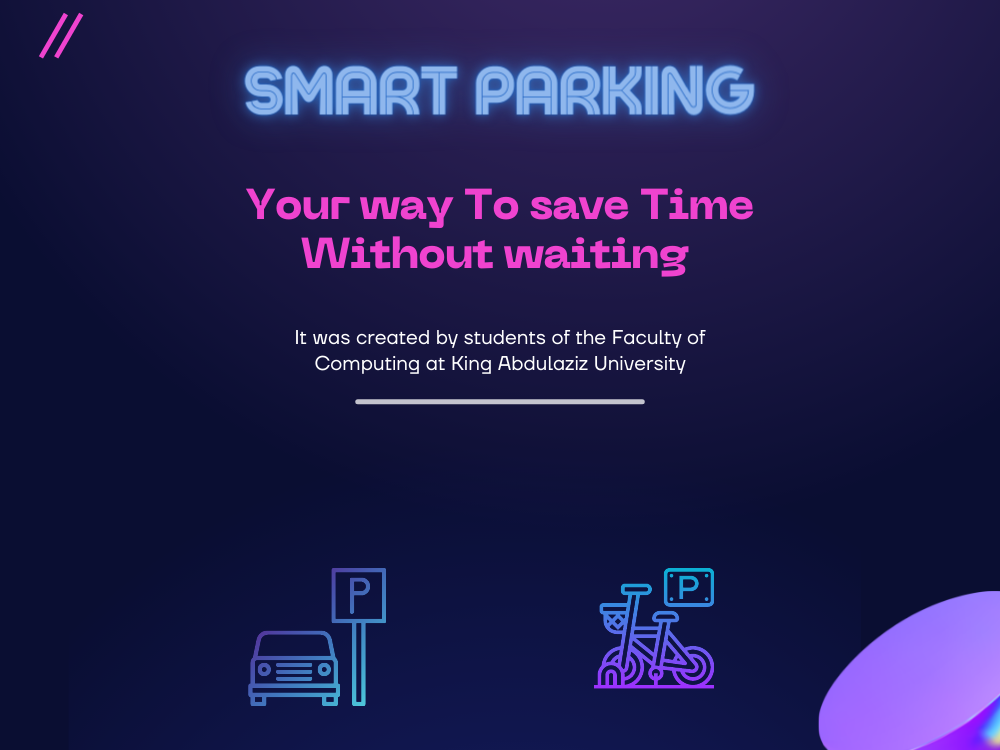 SMART PARKING
Your way To save Time
Without waiting
It was created by students of the Faculty of
Computing at King Abdulaziz University
P
P